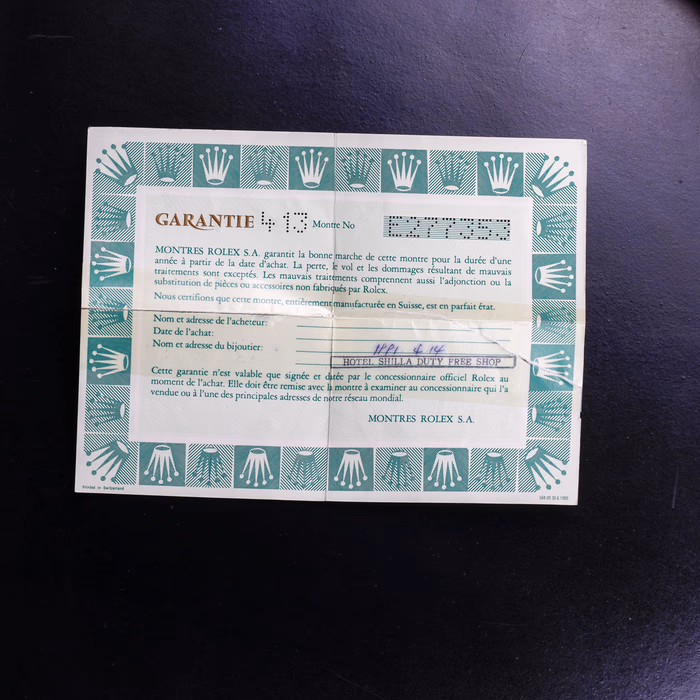 GARANTIE 413 Montre No E277353
MONTRES ROLEX S.A. garantit la bonne marche de cette montre pour la durée d'une
année à partir de la date d'achat. La perte, le vol et les dommages résultant de mauvais
traitements sont exceptés. Les mauvais traitements comprennent aussi l'adjonction ou la
substitution de pièces ou accessoires non fabriqués par Rolex.
Nous certifions que cette montre, entièrement manufacturée en Suisse, est en parfait état.
Nom et adresse de l'acheteur:
Date de l'achat:
Nom et adresse du bijoutier: 1991 4 14
HOTEL SHILLA DUTY FREE SHOP
Cette garantie n'est valable que signée et datée par le concessionnaire officiel Rolex au
moment de l'achat. Elle doit être remise avec la montre à examiner au concessionnaire qui l'a
vendue ou à l'une des principales adresses de notre réseau mondial.
MONTRES ROLEX S.A.
Printed in Switzerland